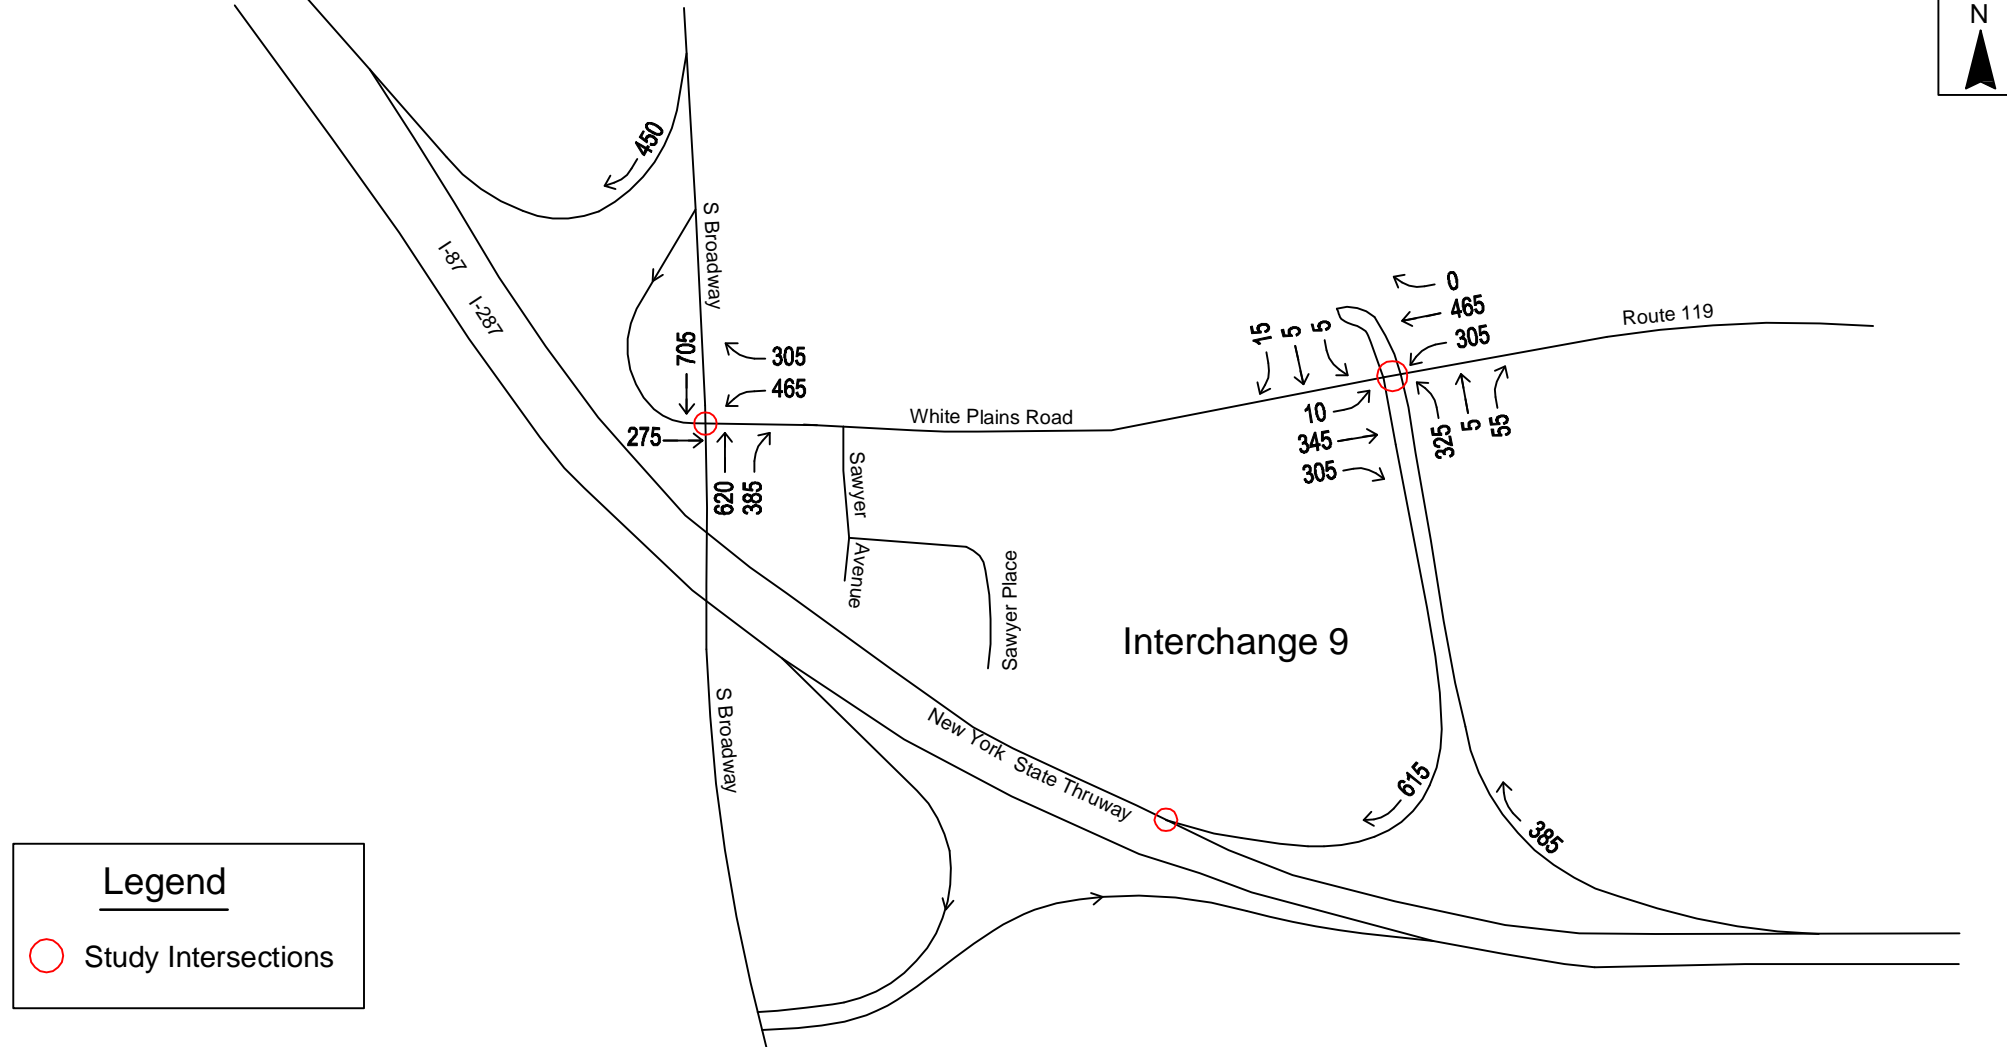 N
450
S Broadway
I-87
I-287
705
305
465
275
620
385
White Plains Road
Sawyer
Avenue
Sawyer Place
15
5
5
0
465
305
Route 119
10
345
305
325
5
55
Interchange 9
S Broadway
New York State Thruway
615
385
Legend
Study Intersections